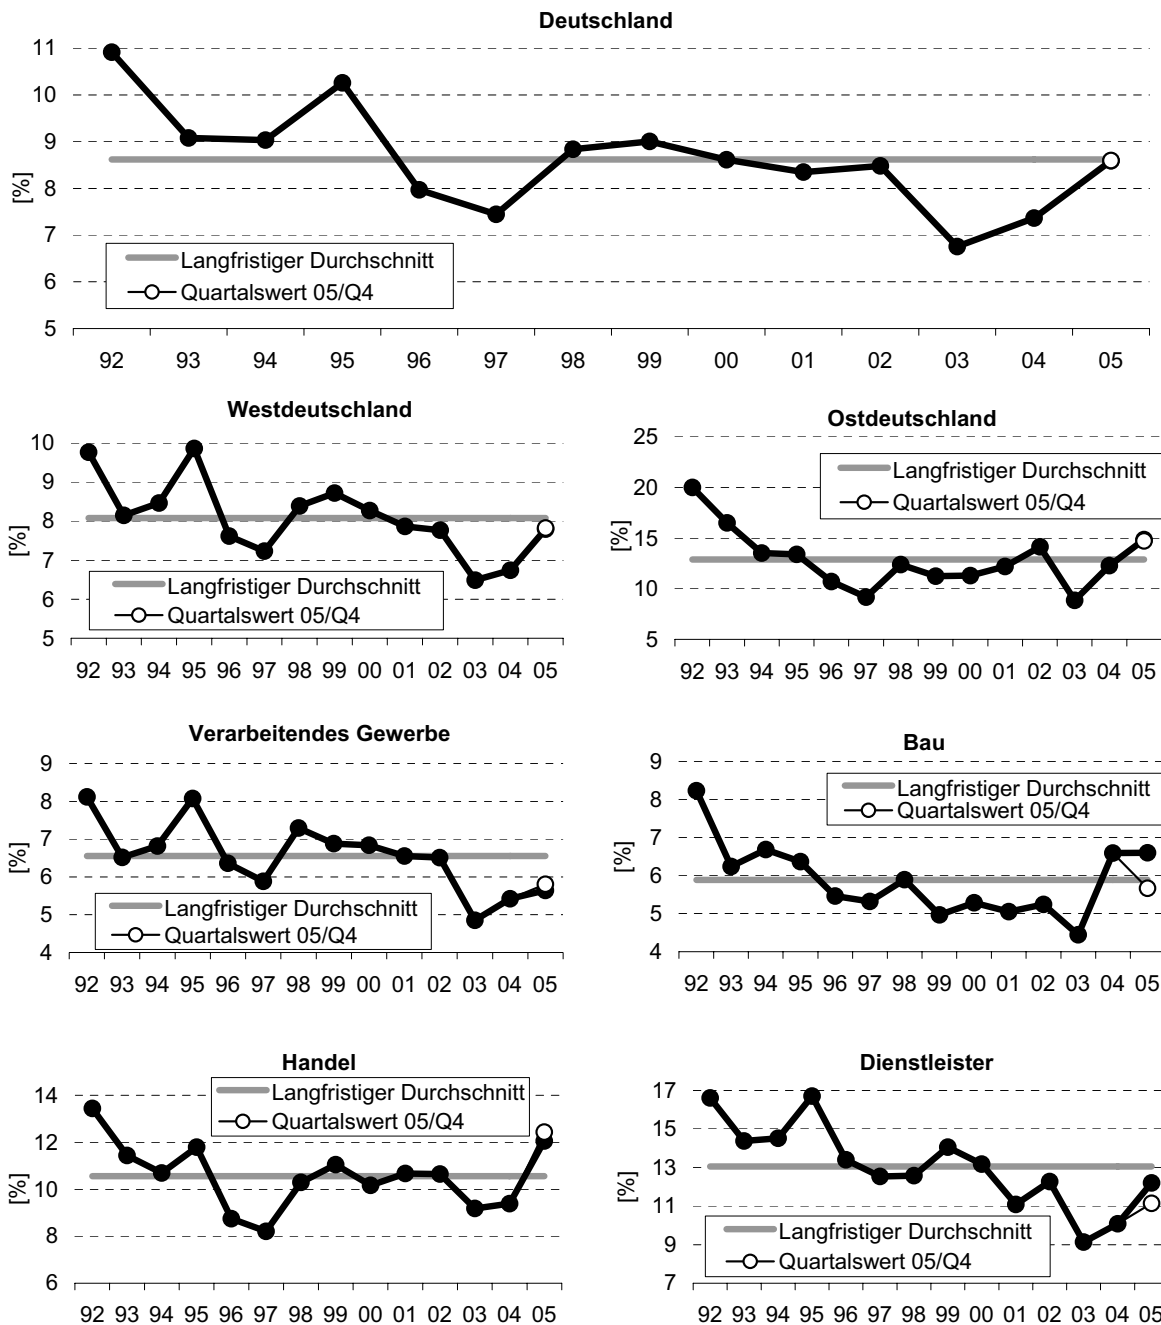 Deutschland
[%]
11
10
9
8
7
6
5
Langfristiger Durchschnitt
Quartalswert 05/Q4
92 93 94 95 96 97 98 99 00 01 02 03 04 05
Westdeutschland
[%]
10
9
8
7
6
5
Langfristiger Durchschnitt
Quartalswert 05/Q4
92 93 94 95 96 97 98 99 00 01 02 03 04 05
Ostdeutschland
[%]
25
20
15
10
5
Langfristiger Durchschnitt
Quartalswert 05/Q4
92 93 94 95 96 97 98 99 00 01 02 03 04 05
Verarbeitendes Gewerbe
[%]
9
8
7
6
5
4
Langfristiger Durchschnitt
Quartalswert 05/Q4
92 93 94 95 96 97 98 99 00 01 02 03 04 05
Bau
[%]
9
8
7
6
5
4
Langfristiger Durchschnitt
Quartalswert 05/Q4
92 93 94 95 96 97 98 99 00 01 02 03 04 05
Handel
[%]
14
12
10
8
6
Langfristiger Durchschnitt
Quartalswert 05/Q4
92 93 94 95 96 97 98 99 00 01 02 03 04 05
Dienstleister
[%]
17
15
13
11
9
7
Langfristiger Durchschnitt
Quartalswert 05/Q4
92 93 94 95 96 97 98 99 00 01 02 03 04 05